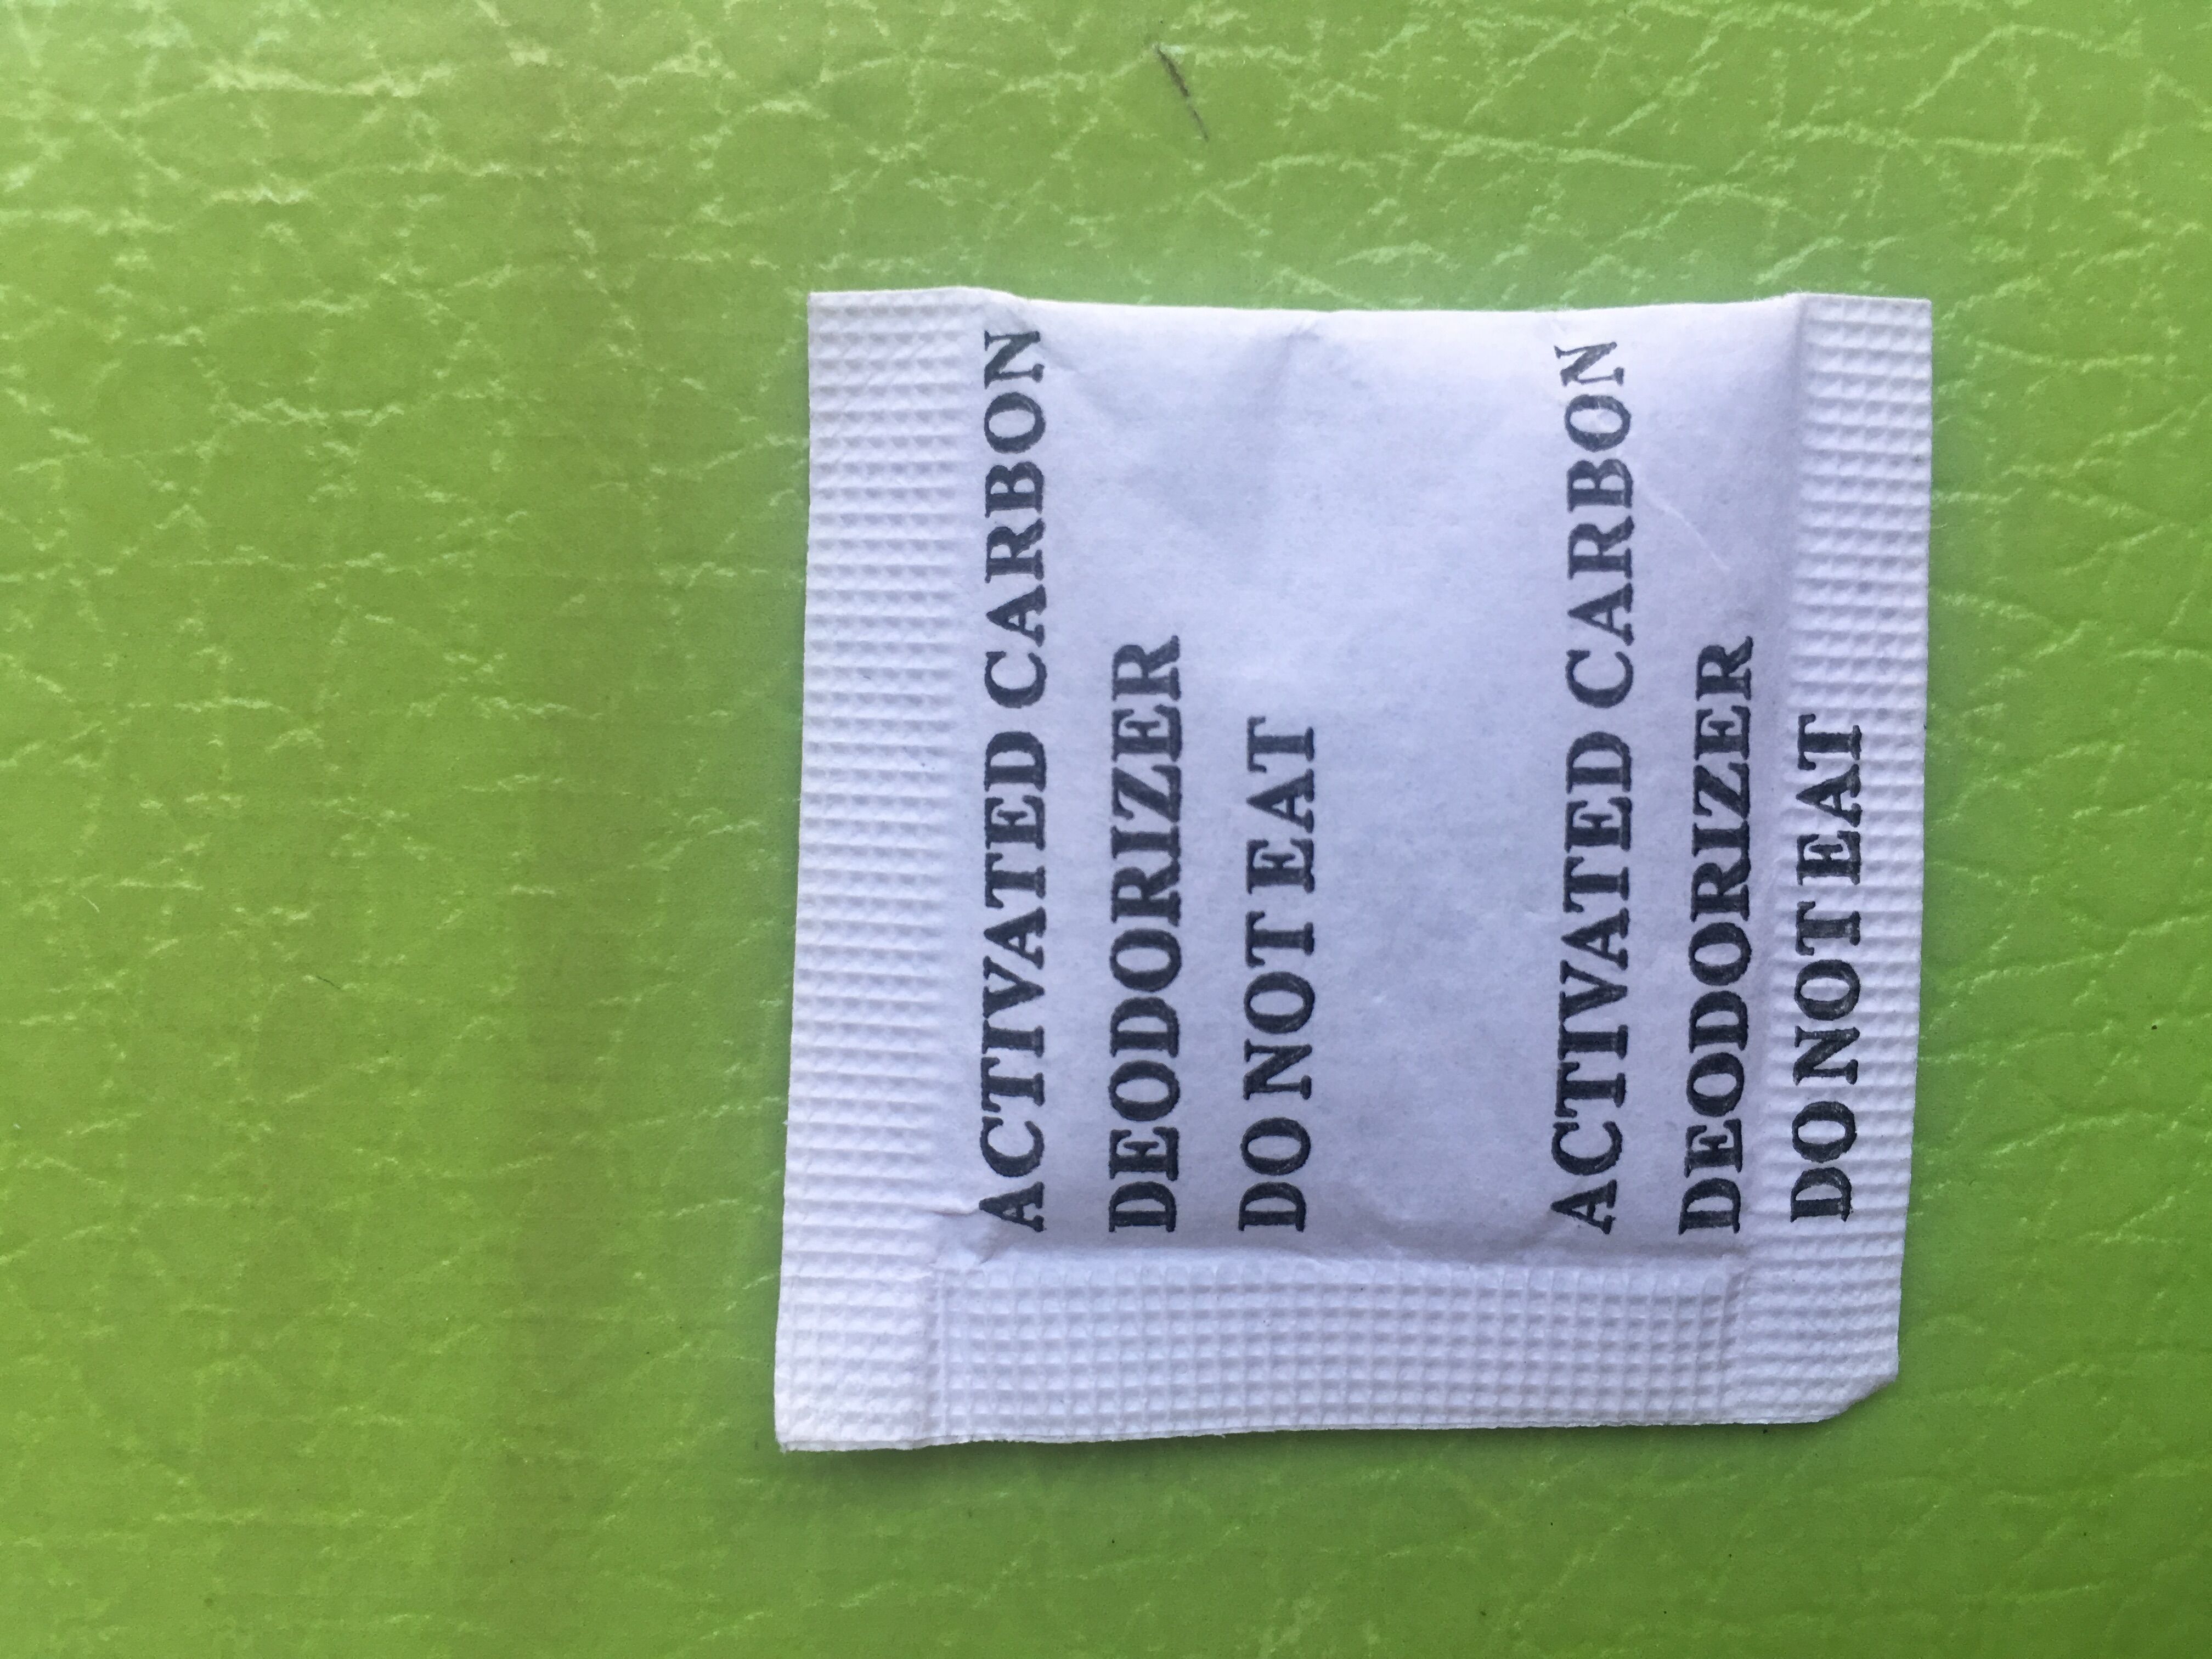 ACTIVATED CARBON
DEODORIZER
DO NOT EAT
ACTIVATED CARBON
DEODORIZER
DO NOT EAT